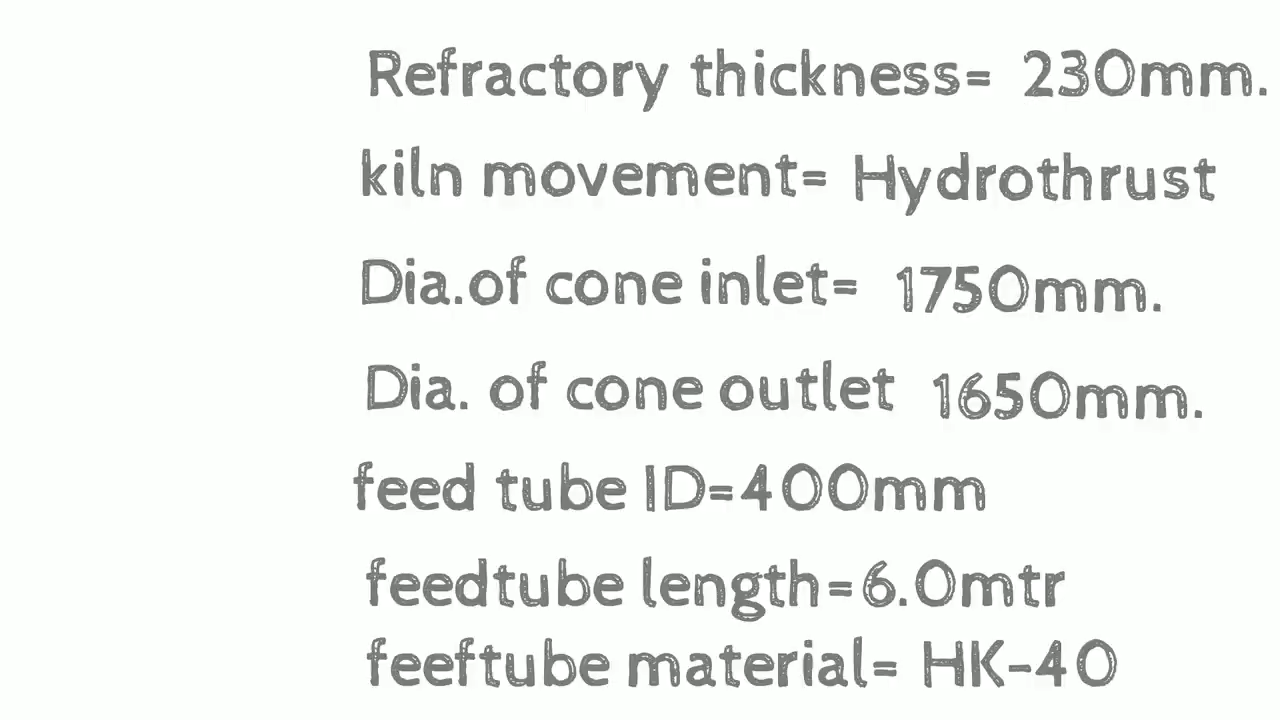 Refractory thickness= 230mm.
kiln movement= Hydrothrust
Dia.of cone inlet= 1750mm.
Dia. of cone outlet 1650mm.
feed tube ID=400mm
feedtube length=6.0mtr
feeftube material= HK-40